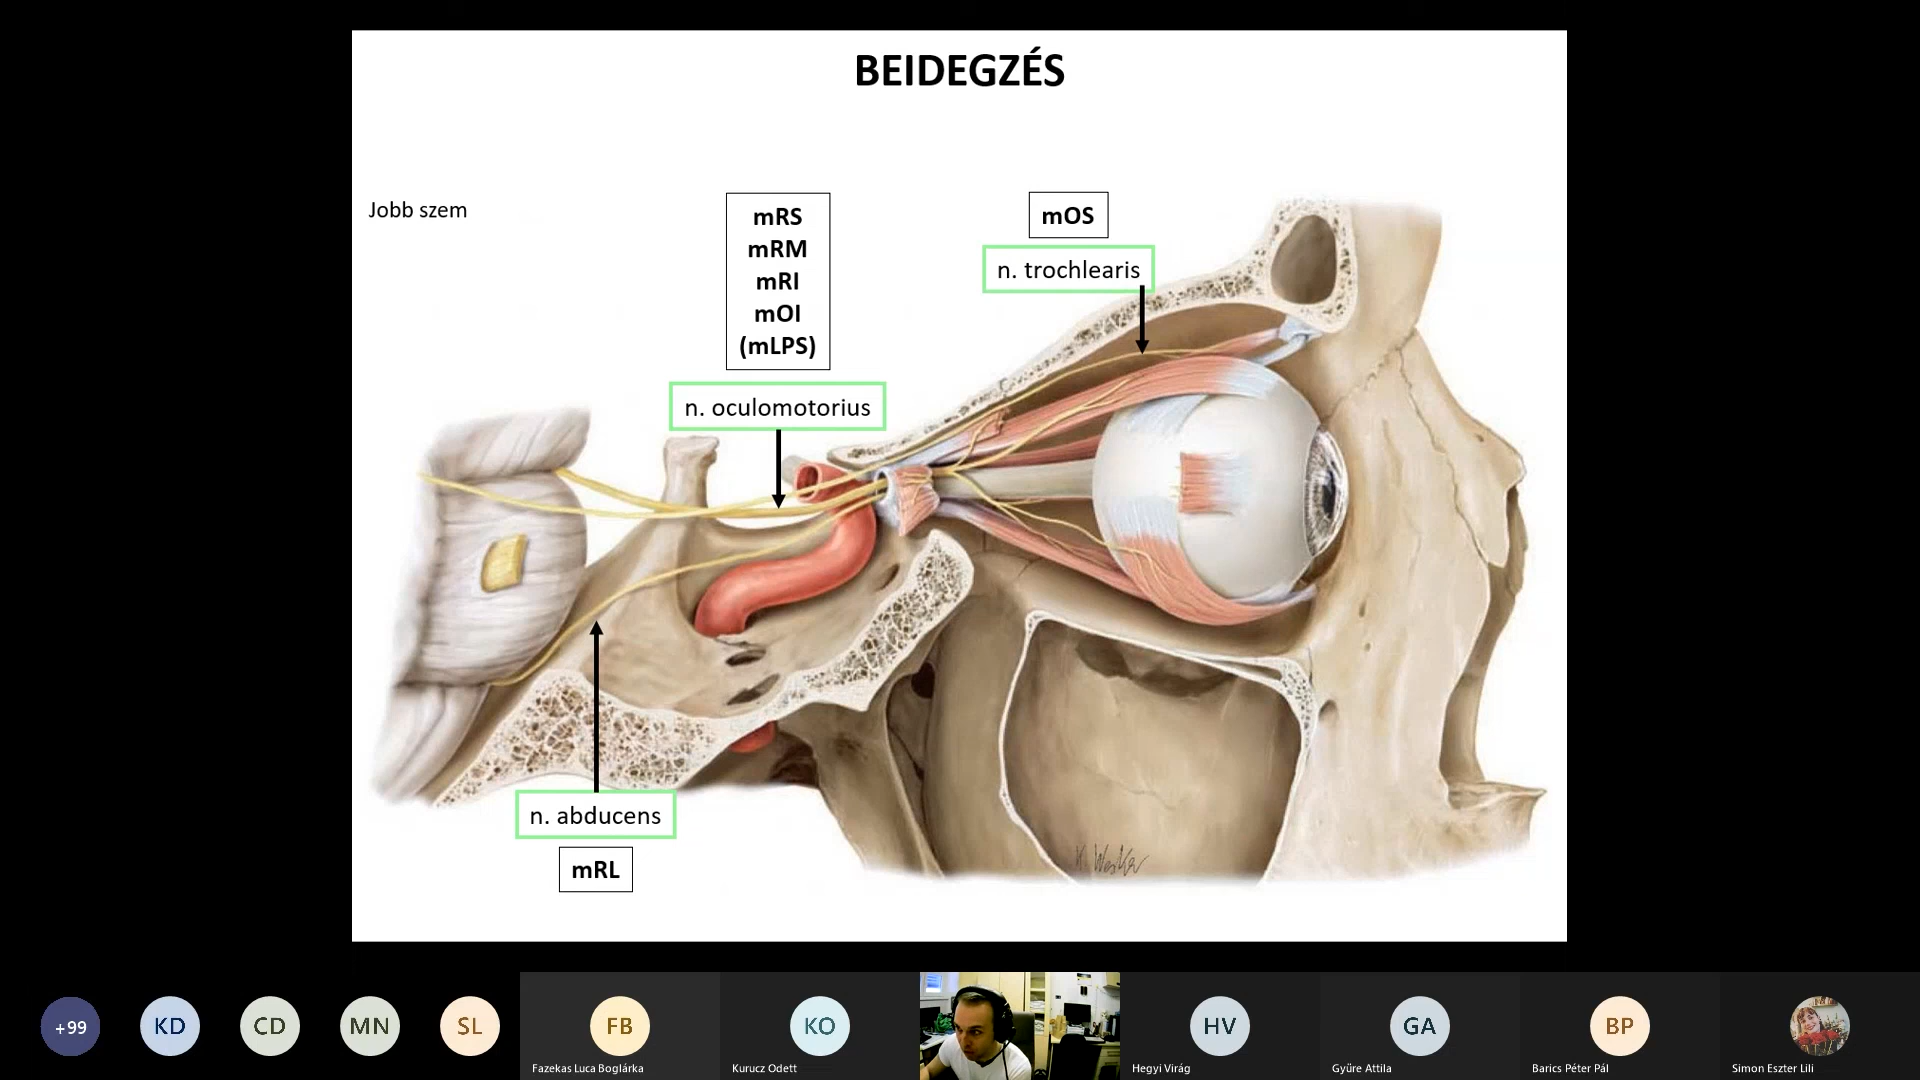 BEIDEGZÉS
Jobb szem
mRS
mRM
mRI
mOI
(mLPS)
n. oculomotorius
mOS
n. trochlearis
n. abducens
mRL
+99
KD
CD
MN
SL
FB
Fazekas Luca Boglárka
KO
Kurucz Odett
HV
Hegyi Virág
GA
Gyűre Attila
BP
Barics Péter Pál
Simon Eszter Lili